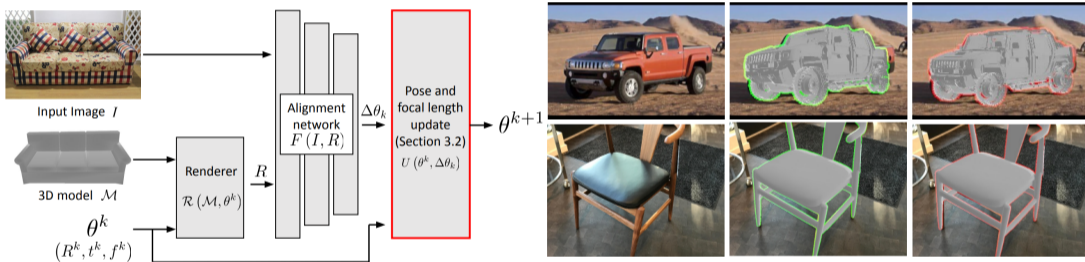 Input Image I
3D model M
θ^k
(R^k, t^k, f^k)
Renderer
R (M, θ^k)
R
Alignment
network
F (I, R)
Δθ_k
Pose and
focal length
update
(Section 3.2)
U (θ^k, Δθ_k)
θ^{k+1}